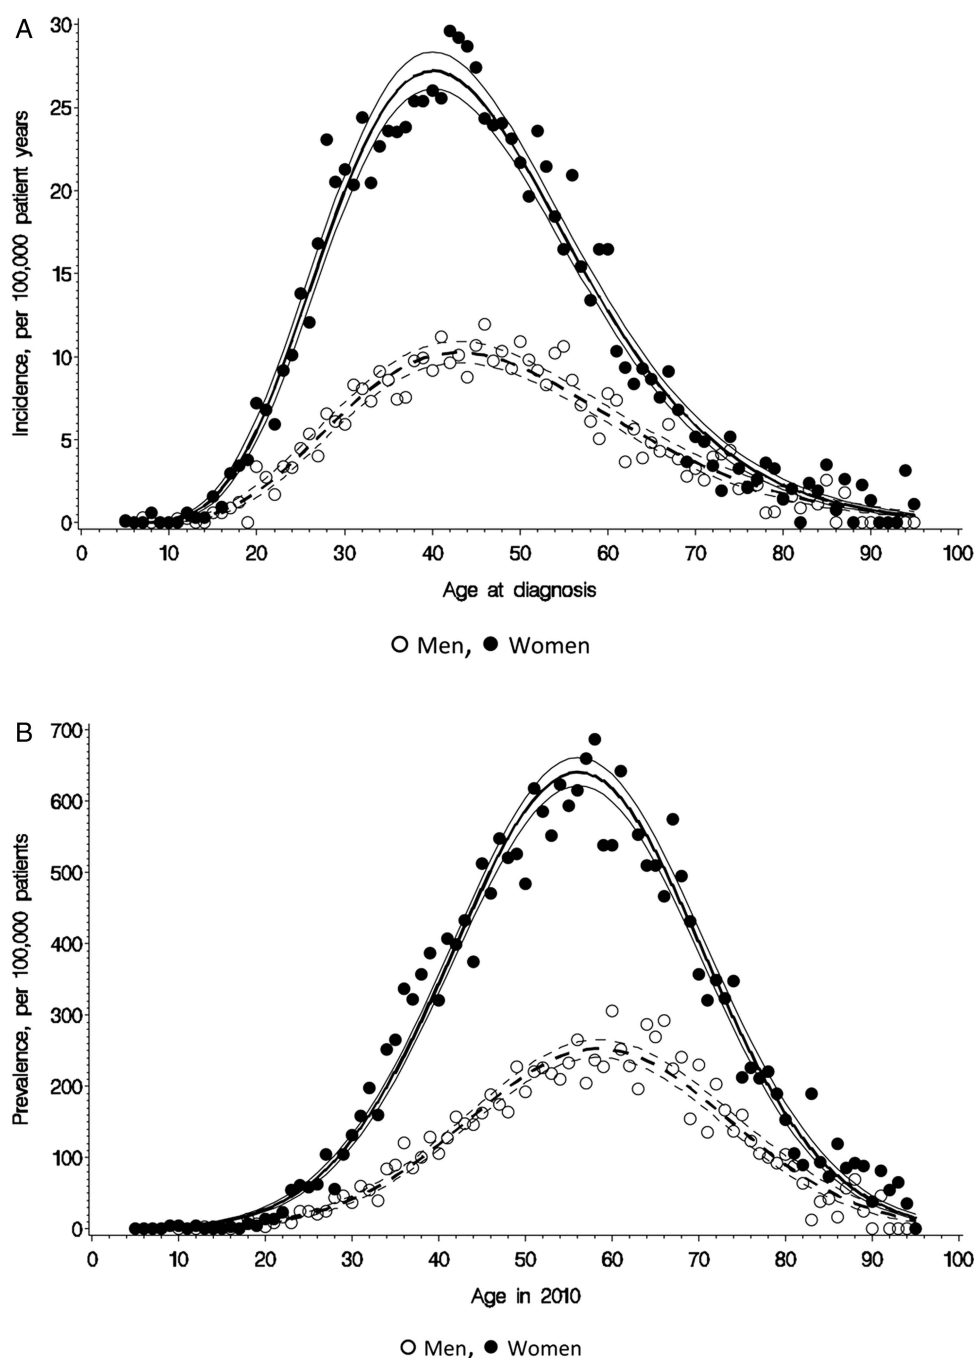 A
30
25
20
15
10
5
0
Incidence, per 100,000 patient years
0 10 20 30 40 50 60 70 80 90 100
Age at diagnosis
Men, Women
B
700
600
500
400
300
200
100
0
Prevalence, per 100,000 patients
0 10 20 30 40 50 60 70 80 90 100
Age in 2010
Men, Women